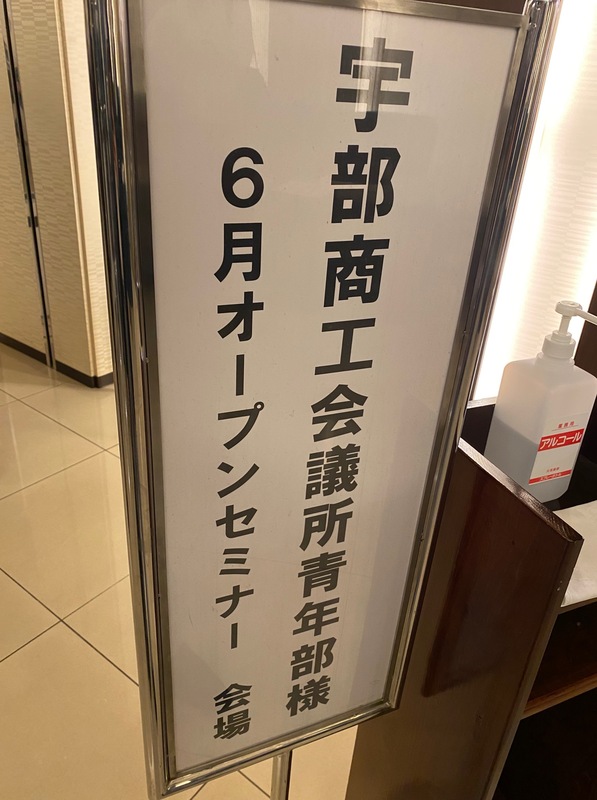 宇部商工会議所青年部様
6月オープンセミナー 会場
アルコール